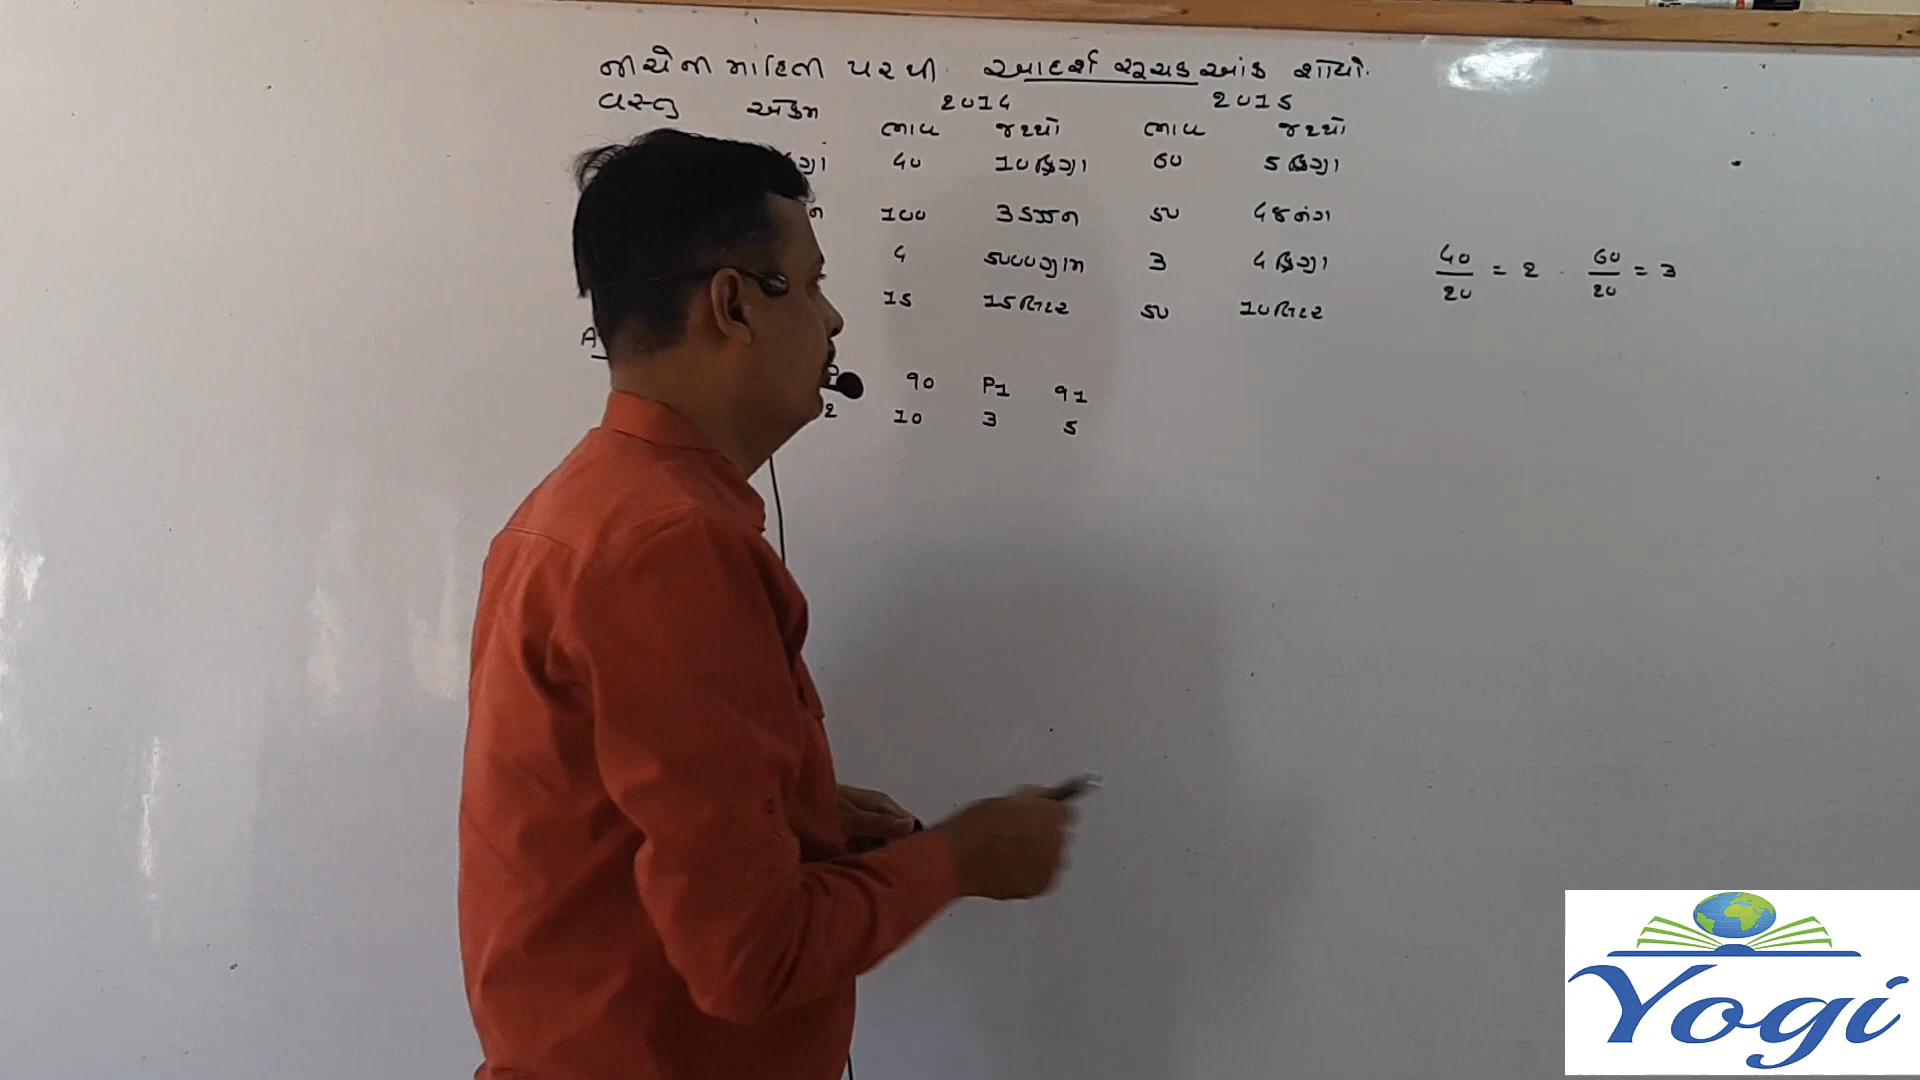 નીચેની માહિતી પરથી આદર્શ સૂચક આંક શોધો.
વસ્તુ એકમ 2014 2015
ભાવ જથ્થો ભાવ જથ્થો
40 10 કિગ્રા 60 5 કિગ્રા
100 3 ડઝન 50 48 નંગ
4 5000 ગ્રામ 3 4 કિગ્રા
15 15 લિટર 50 10 લિટર
40/20 = 2 . 60/20 = 3
A
q0 P1 q1
2 10 3 5
Yogi